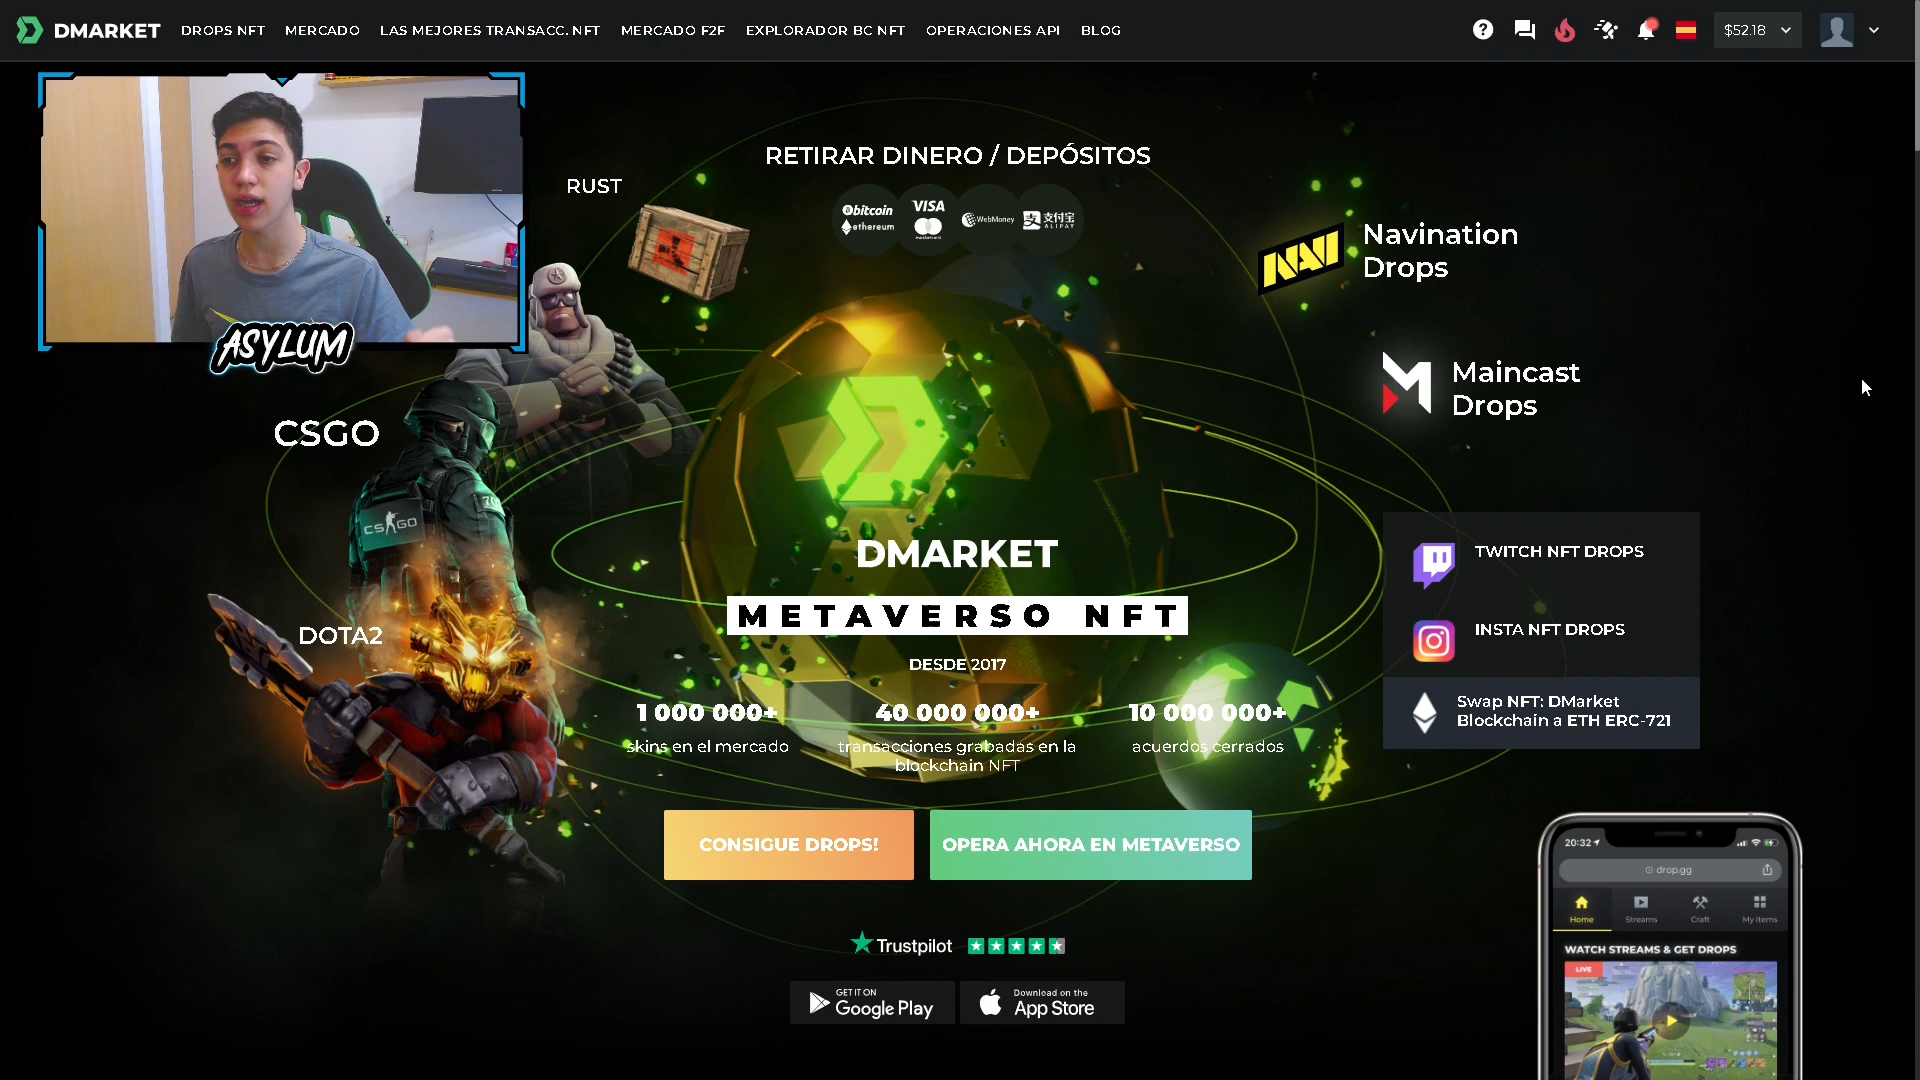 DMARKET
DROPS NFT
MERCADO
LAS MEJORES TRANSACC. NFT
MERCADO F2F
EXPLORADOR BC NFT
OPERACIONES API
BLOG
$52.18
ASYLUM
RETIRAR DINERO / DEPÓSITOS
bitcoin
ethereum
VISA
mastercard
WebMoney
支付宝
ALIPAY
RUST
CSGO
CS GO
DOTA2
NAVI
Navination
Drops
Maincast
Drops
DMARKET
METAVERSO NFT
DESDE 2017
1 000 000+
skins en el mercado
40 000 000+
transacciones grabadas en la
blockchain NFT
10 000 000+
acuerdos cerrados
TWITCH NFT DROPS
INSTA NFT DROPS
Swap NFT: DMarket
Blockchain a ETH ERC-721
CONSIGUE DROPS!
OPERA AHORA EN METAVERSO
Trustpilot
GET IT ON
Google Play
Download on the
App Store
20:32
drop.gg
Home
Streams
Craft
My items
WATCH STREAMS & GET DROPS
LIVE